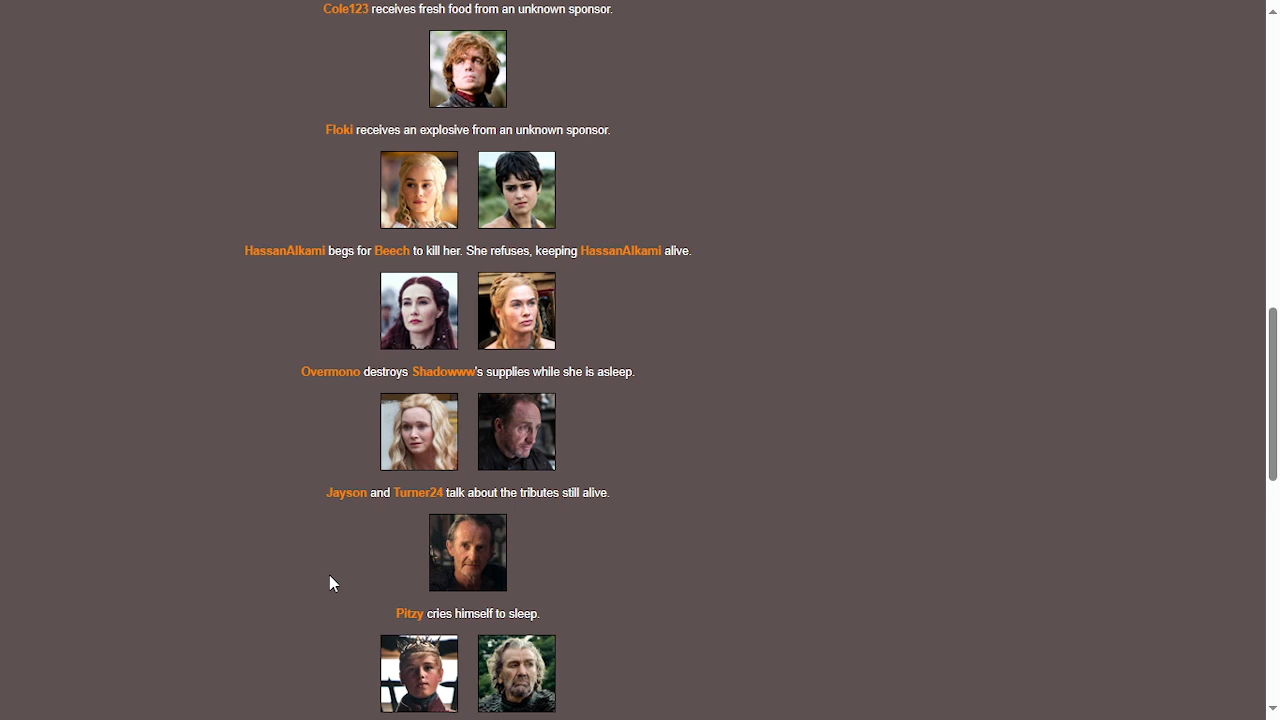 Cole123 receives fresh food from an unknown sponsor.
Floki receives an explosive from an unknown sponsor.
HassanAlkami begs for Beech to kill her. She refuses, keeping HassanAlkami alive.
Overmono destroys Shadowww's supplies while she is asleep.
Jayson and Turner24 talk about the tributes still alive.
Pitzy cries himself to sleep.